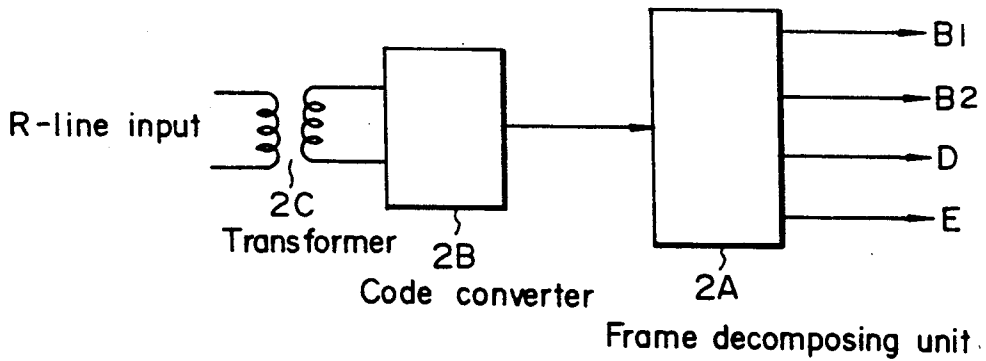 B1
B2
R-line input
D
2C
E
Transformer
2B
Code converter
2A
Frame decomposing unit